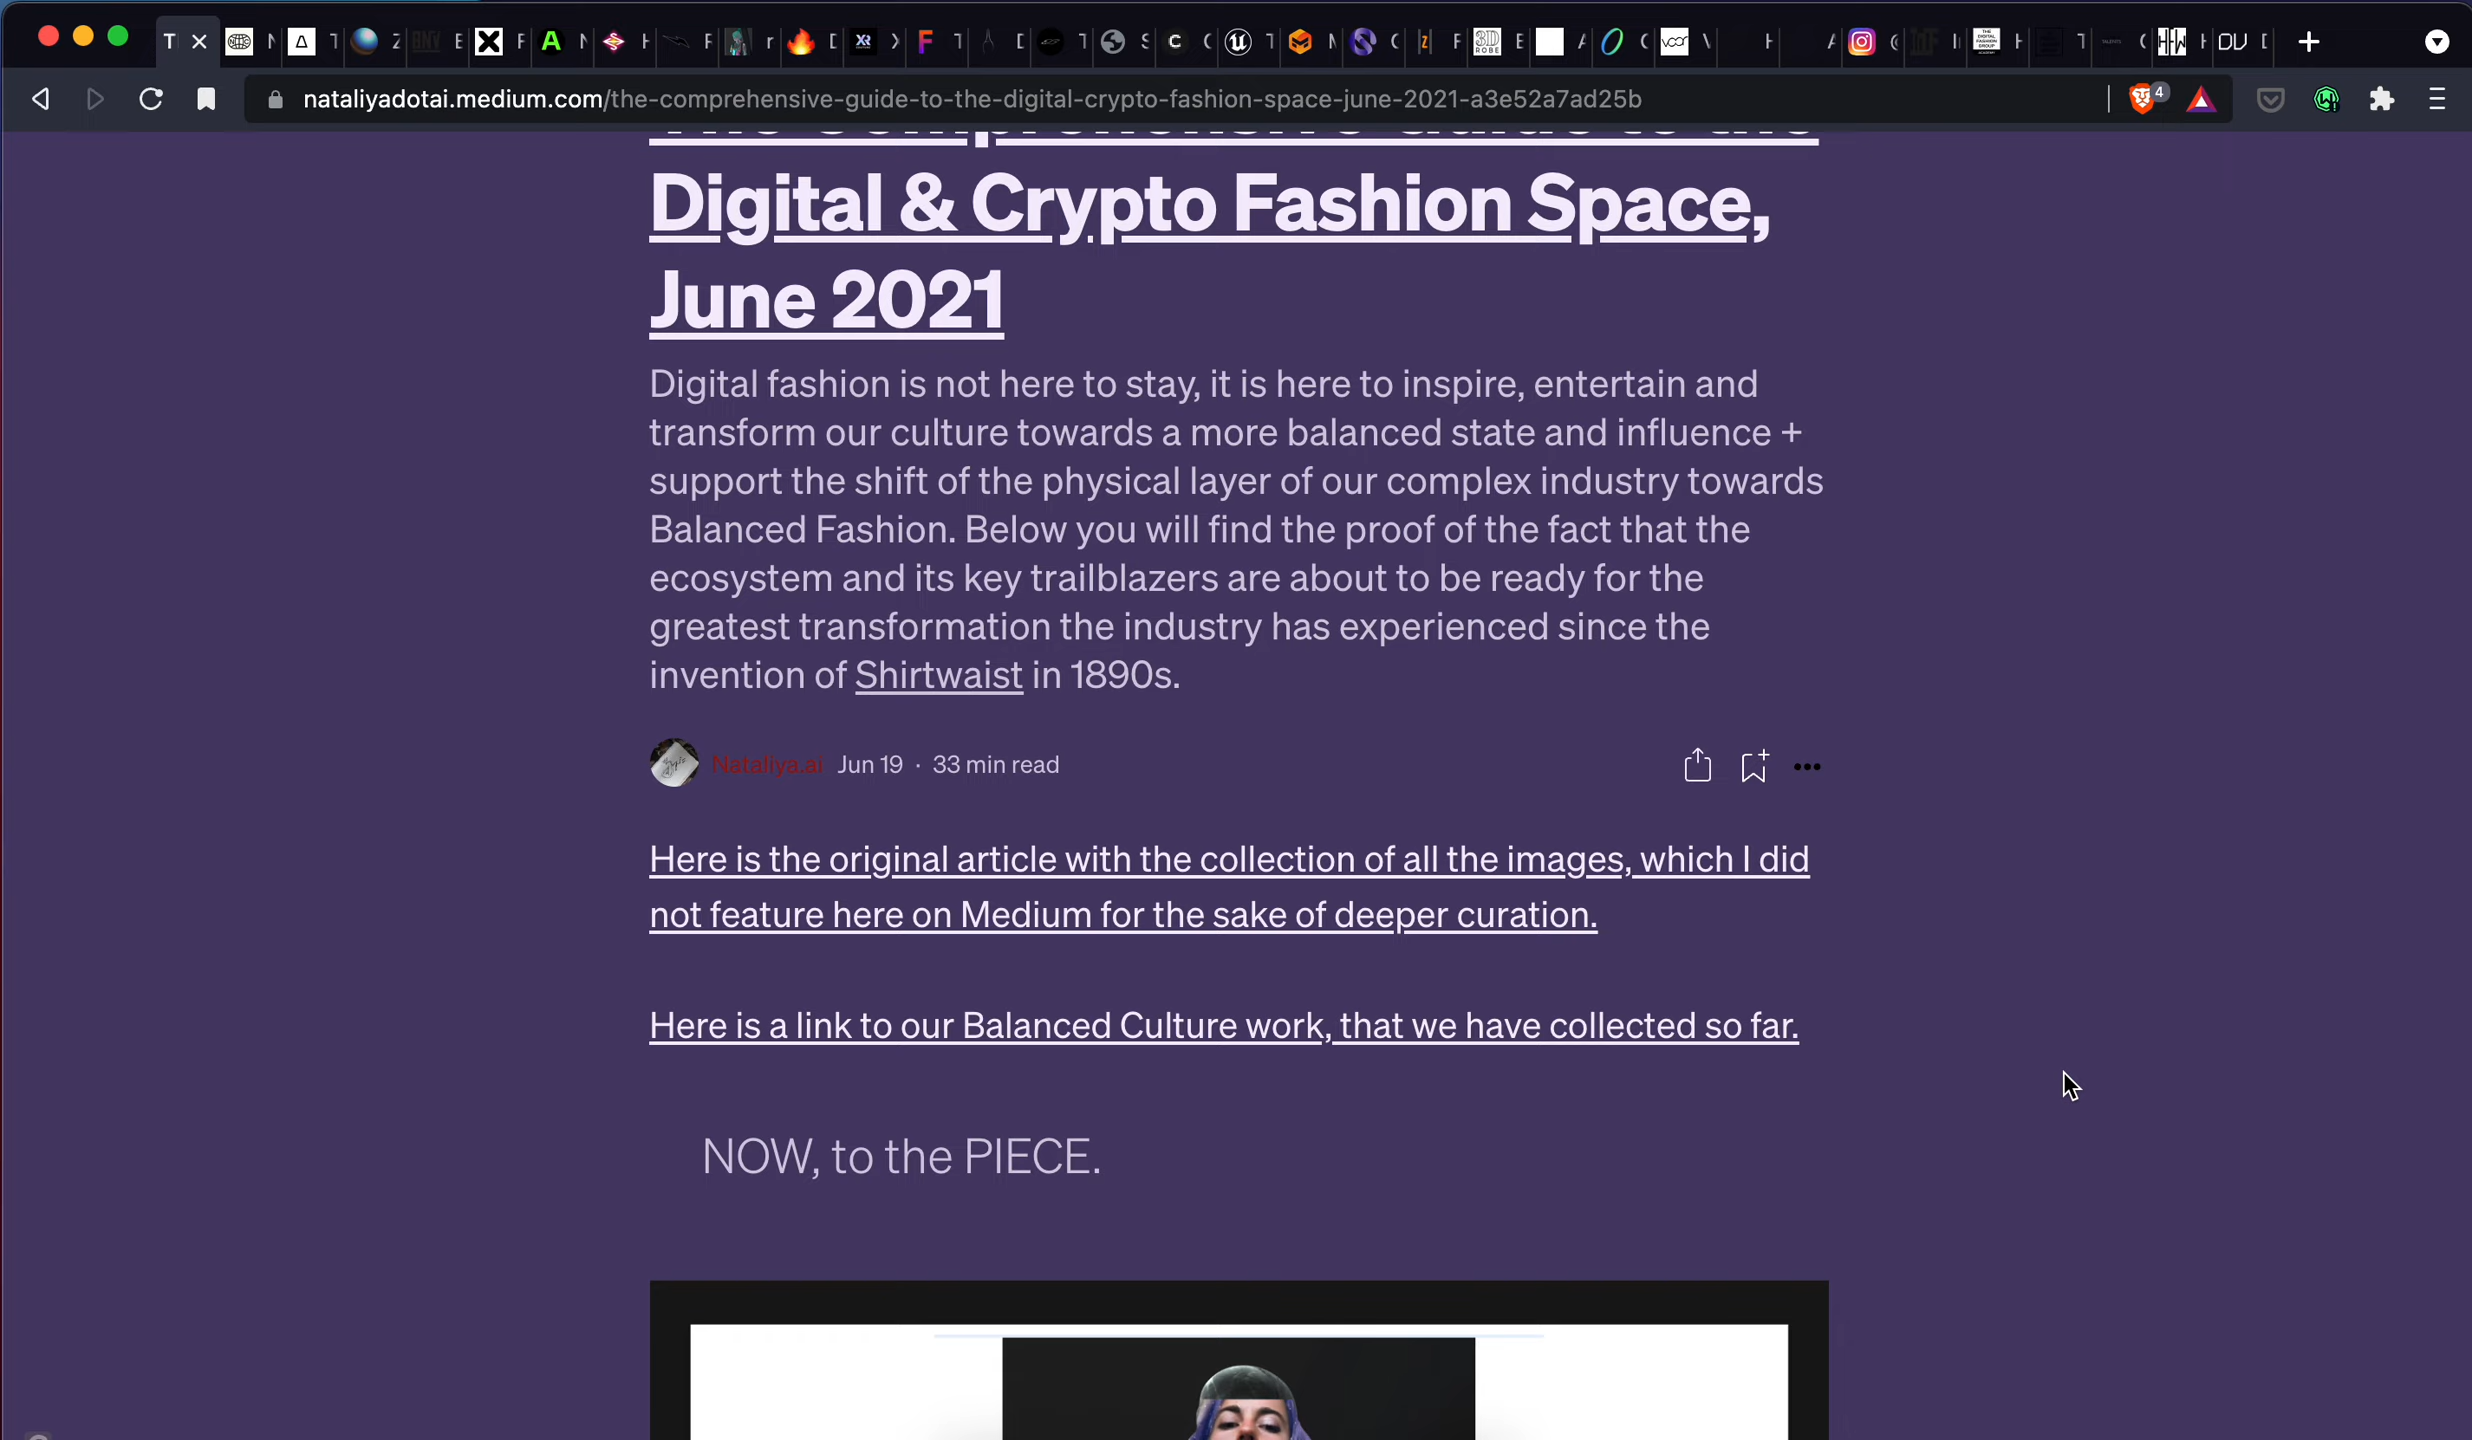 nataliyadotai.medium.com/the-comprehensive-guide-to-the-digital-crypto-fashion-space-june-2021-a3e52a7ad25b
4
The Comprehensive Guide to the
Digital & Crypto Fashion Space,
June 2021
Digital fashion is not here to stay, it is here to inspire, entertain and
transform our culture towards a more balanced state and influence +
support the shift of the physical layer of our complex industry towards
Balanced Fashion. Below you will find the proof of the fact that the
ecosystem and its key trailblazers are about to be ready for the
greatest transformation the industry has experienced since the
invention of Shirtwaist in 1890s.
Nataliya.ai Jun 19 · 33 min read
Here is the original article with the collection of all the images, which I did
not feature here on Medium for the sake of deeper curation.
Here is a link to our Balanced Culture work, that we have collected so far.
NOW, to the PIECE.